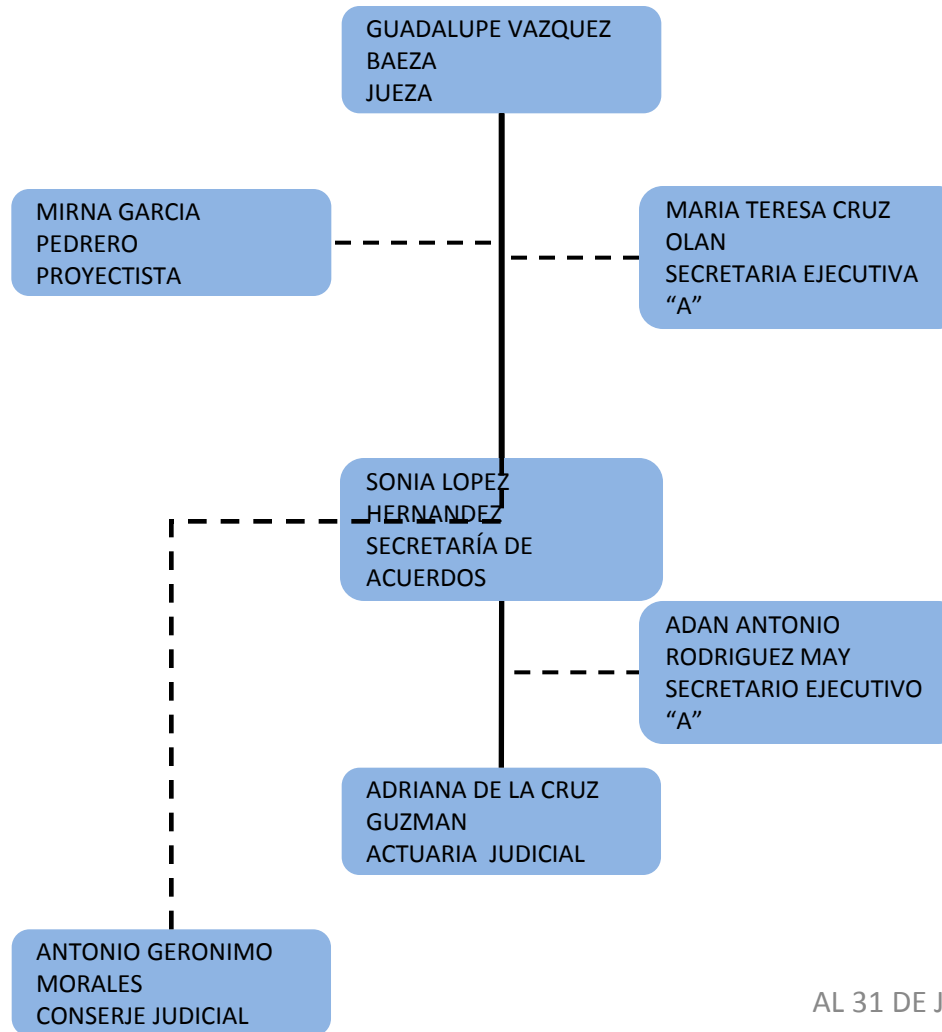 GUADALUPE VAZQUEZ
BAEZA
JUEZA
MIRNA GARCIA
PEDRERO
PROYECTISTA
MARIA TERESA CRUZ
OLAN
SECRETARIA EJECUTIVA
“A”
SONIA LOPEZ
HERNANDEZ
SECRETARÍA DE
ACUERDOS
ADAN ANTONIO
RODRIGUEZ MAY
SECRETARIO EJECUTIVO
“A”
ADRIANA DE LA CRUZ
GUZMAN
ACTUARIA JUDICIAL
ANTONIO GERONIMO
MORALES
CONSERJE JUDICIAL
AL 31 DE